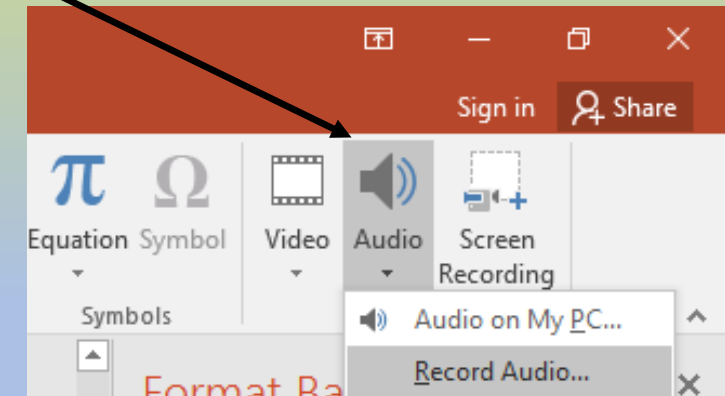 Sign in Share
π Ω
Equation Symbol Video Audio Screen
Recording
Symbols
Audio on My PC...
Record Audio...
Format Ba